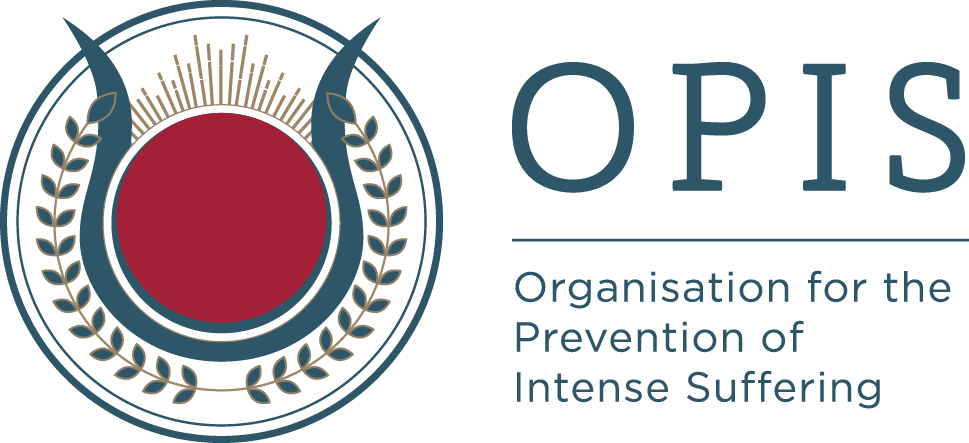 OPIS
Organisation for the
Prevention of
Intense Suffering